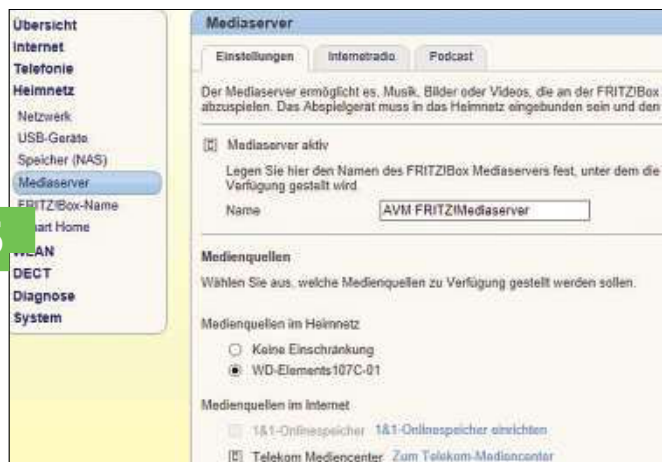 Übersicht
Internet
Telefonie
Heimnetz
Netzwerk
USB-Geräte
Speicher (NAS)
Mediaserver
FRITZ!Box-Name
art Home
WLAN
DECT
Diagnose
System
Mediaserver
Einstellungen Internetradio Podcast
Der Mediaserver ermöglicht es, Musik, Bilder oder Videos, die an der FRITZ!Box
abzuspielen. Das Abspielgerät muss in das Heimnetz eingebunden sein und den
Mediaserver aktiv
Legen Sie hier den Namen des FRITZ!Box Mediaservers fest, unter dem die
Verfügung gestellt wird
Name AVM FRITZ!Mediaserver
Medienquellen
Wählen Sie aus, welche Medienquellen zu Verfügung gestellt werden sollen.
Medienquellen im Heimnetz
Keine Einschränkung
WD-Elements107C-01
Medienquellen im Internet
1&1-Onlinespeicher 1&1-Onlinespeicher einrichten
Telekom Mediencenter Zum Telekom-Mediencenter